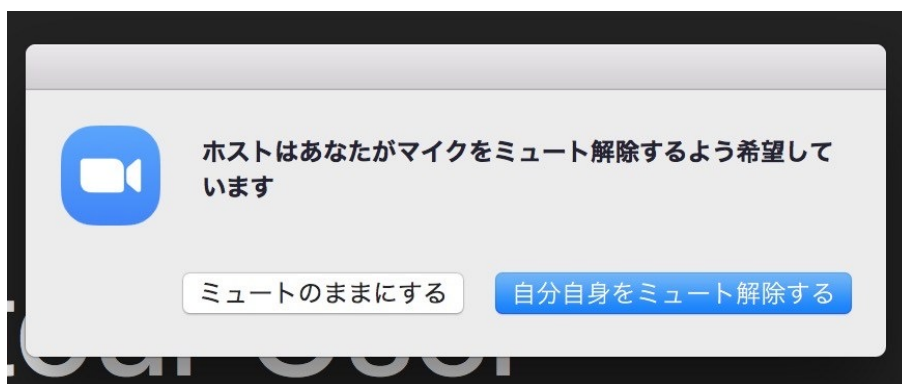 ホストはあなたがマイクをミュート解除するよう希望して
います
ミュートのままにする
自分自身をミュート解除する